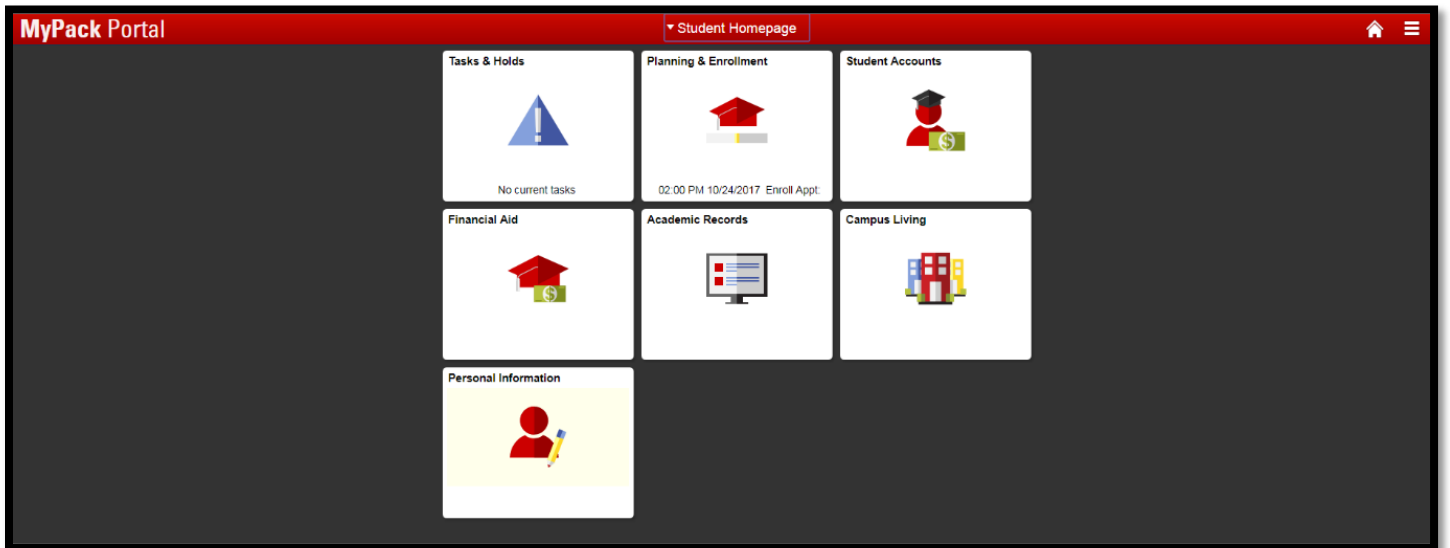 MyPack Portal
Student Homepage
Tasks & Holds
No current tasks
Planning & Enrollment
02:00 PM 10/24/2017 Enroll Appt:
Student Accounts
Financial Aid
Academic Records
Campus Living
Personal Information